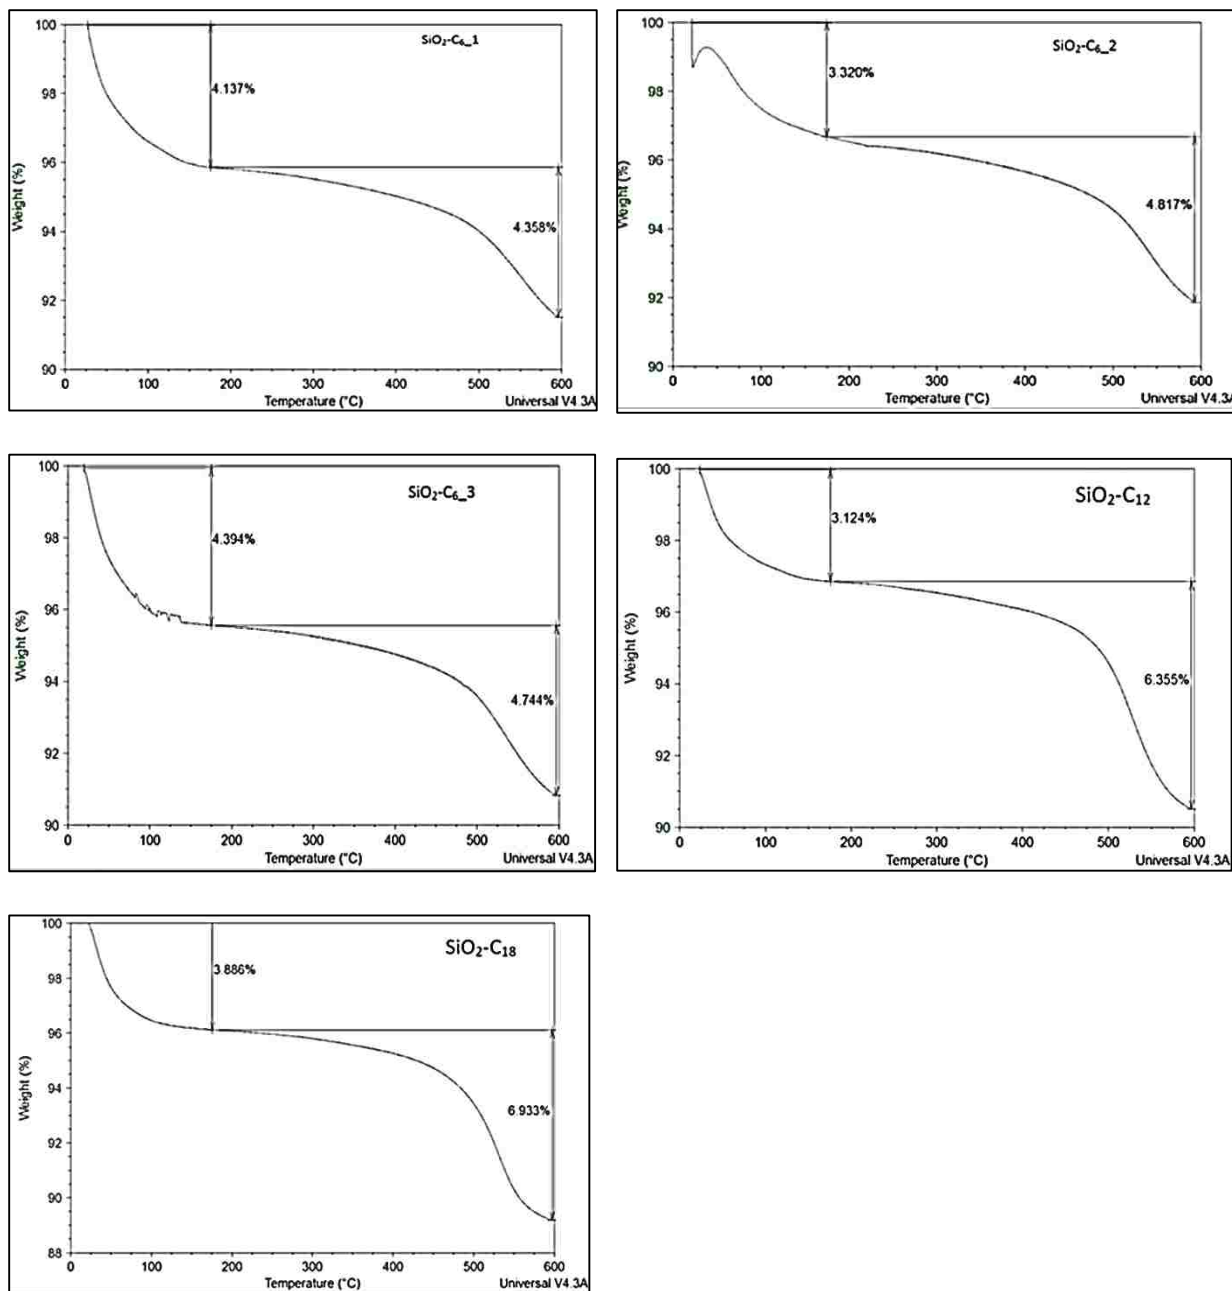 SiO₂-C₆_1
100
98
96
94
92
90
Weight (%)
4.137%
4.358%
0 100 200 300 400 500 600
Temperature (°C)
Universal V4.3A
SiO₂-C₆_2
100
98
96
94
92
90
Weight (%)
3.320%
4.817%
0 100 200 300 400 500 600
Temperature (°C)
Universal V4.3A
SiO₂-C₆_3
100
98
96
94
92
90
Weight (%)
4.394%
4.744%
0 100 200 300 400 500 600
Temperature (°C)
Universal V4.3A
SiO₂-C₁₂
100
98
96
94
92
90
Weight (%)
3.124%
6.355%
0 100 200 300 400 500 600
Temperature (°C)
Universal V4.3A
SiO₂-C₁₈
100
98
96
94
92
90
88
Weight (%)
3.886%
6.933%
0 100 200 300 400 500 600
Temperature (°C)
Universal V4.3A